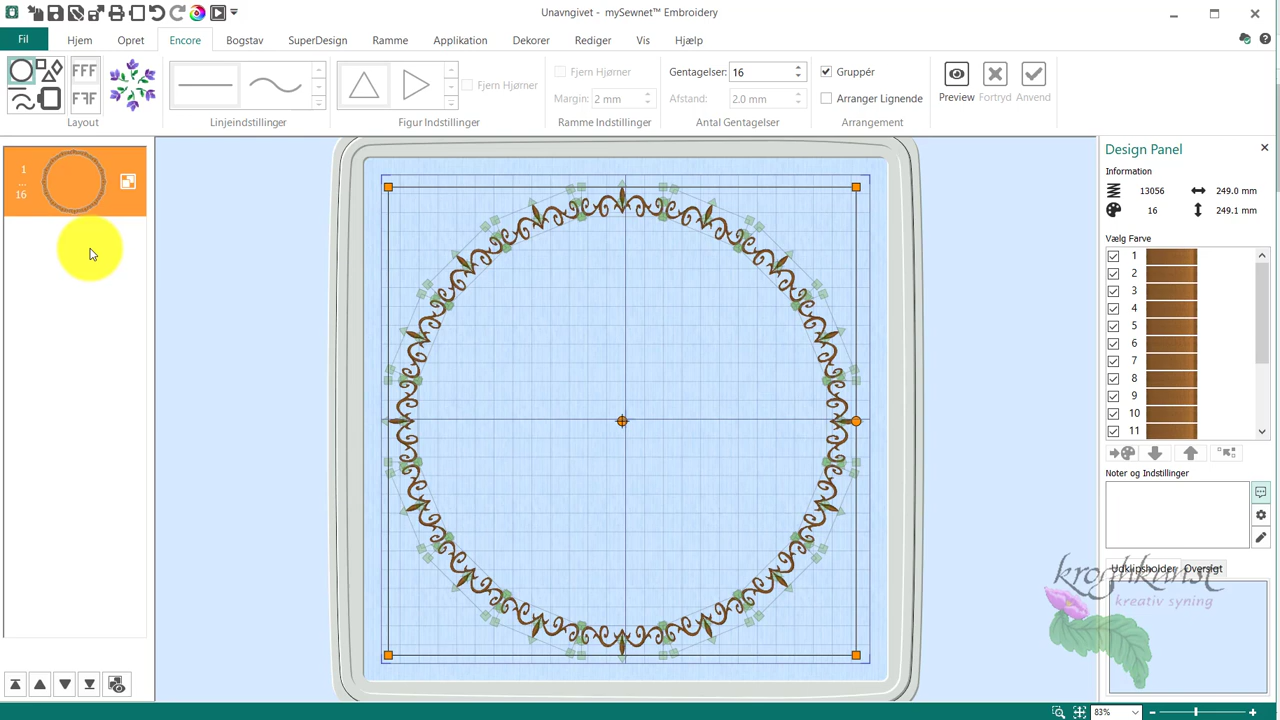 Unavngivet - mySewnet™ Embroidery
Fil Hjem Opret Encore Bogstav SuperDesign Ramme Applikation Dekorer Rediger Vis Hjælp
FFF
FFF
Layout
Linjeindstillinger
Fjern Hjørner
Figur Indstillinger
Fjern Hjørner
Margin: 2 mm
Ramme Indstillinger
Gentagelser: 16
Afstand: 2.0 mm
Antal Gentagelser
Gruppér
Arranger Lignende
Arrangement
Preview Fortryd Anvend
1
...
16
Design Panel
Information
13056 249.0 mm
16 249.1 mm
Vælg Farve
1
2
3
4
5
6
7
8
9
10
11
Noter og Indstillinger
Udklipsholder Oversigt
kroghkunst
kreativ syning
83%